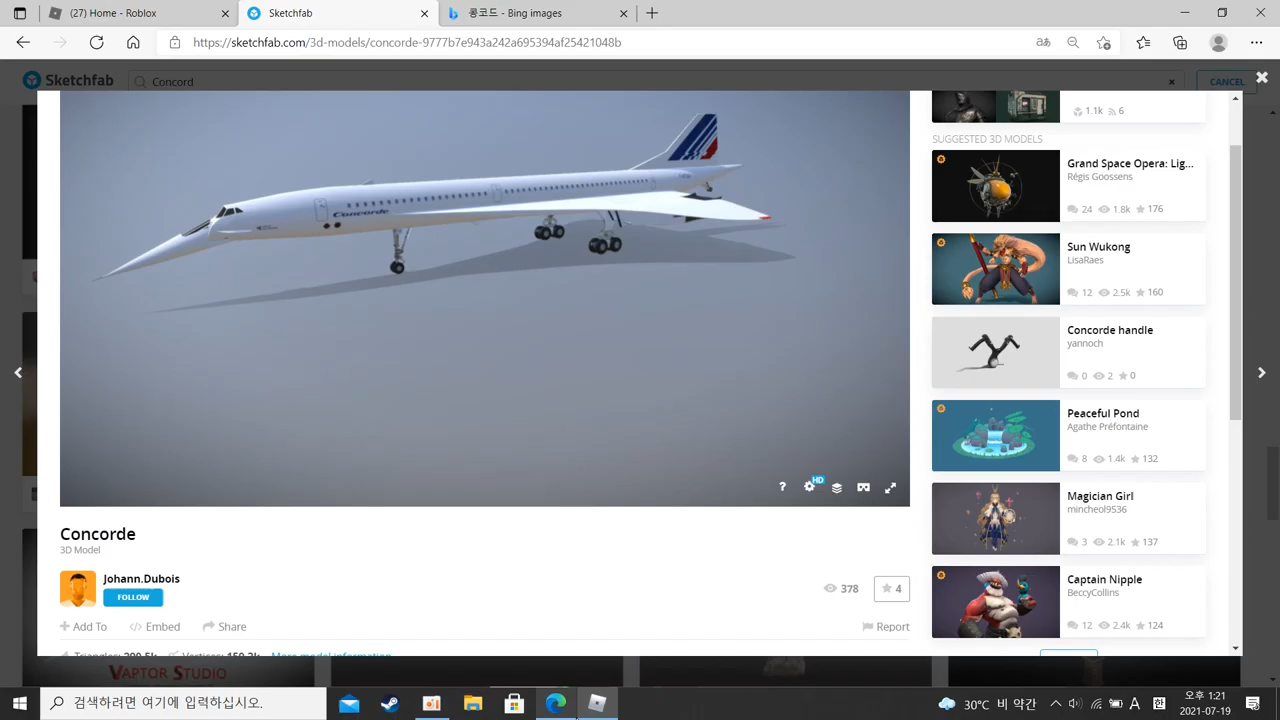 (27) Home - Roblox
Sketchfab
콩코드 - Bing images
https://sketchfab.com/3d-models/concorde-9777b7e943a242a695394af25421048b
Sketchfab
Concord
CANCEL
Concorde
HD
Concorde
3D Model
Johann.Dubois
FOLLOW
378
4
Add To
Embed
Share
Report
More model information
1.1k 6
SUGGESTED 3D MODELS
Grand Space Opera: Lig...
Régis Goossens
24 1.8k 176
Sun Wukong
LisaRaes
12 2.5k 160
Concorde handle
yannoch
0 2 0
Peaceful Pond
Agathe Préfontaine
8 1.4k 132
Magician Girl
mincheol9536
3 2.1k 137
Captain Nipple
BeccyCollins
12 2.4k 124
VAPTOR STUDIO
검색하려면 여기에 입력하십시오.
30°C 비 약간
A
한
오후 1:21
2021-07-19